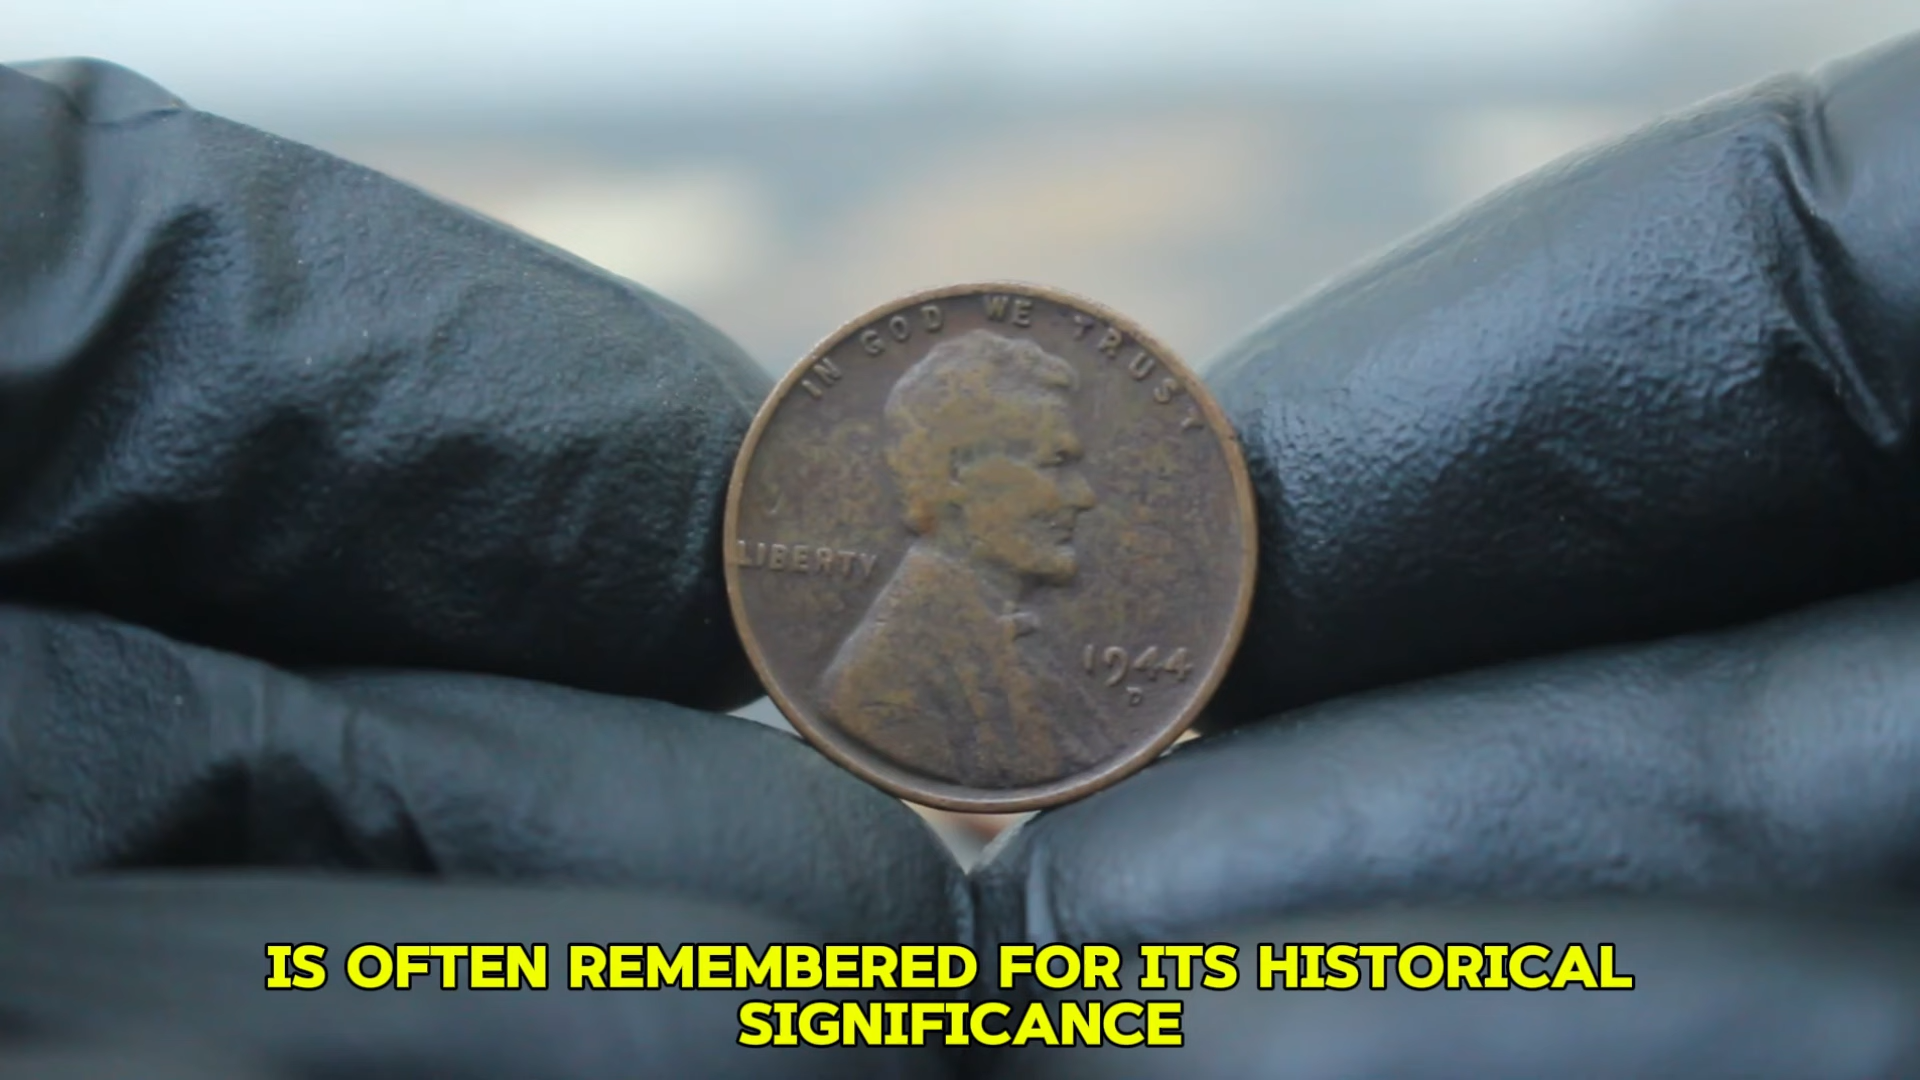 IN GOD WE TRUST
LIBERTY
1944
D
IS OFTEN REMEMBERED FOR ITS HISTORICAL
SIGNIFICANCE